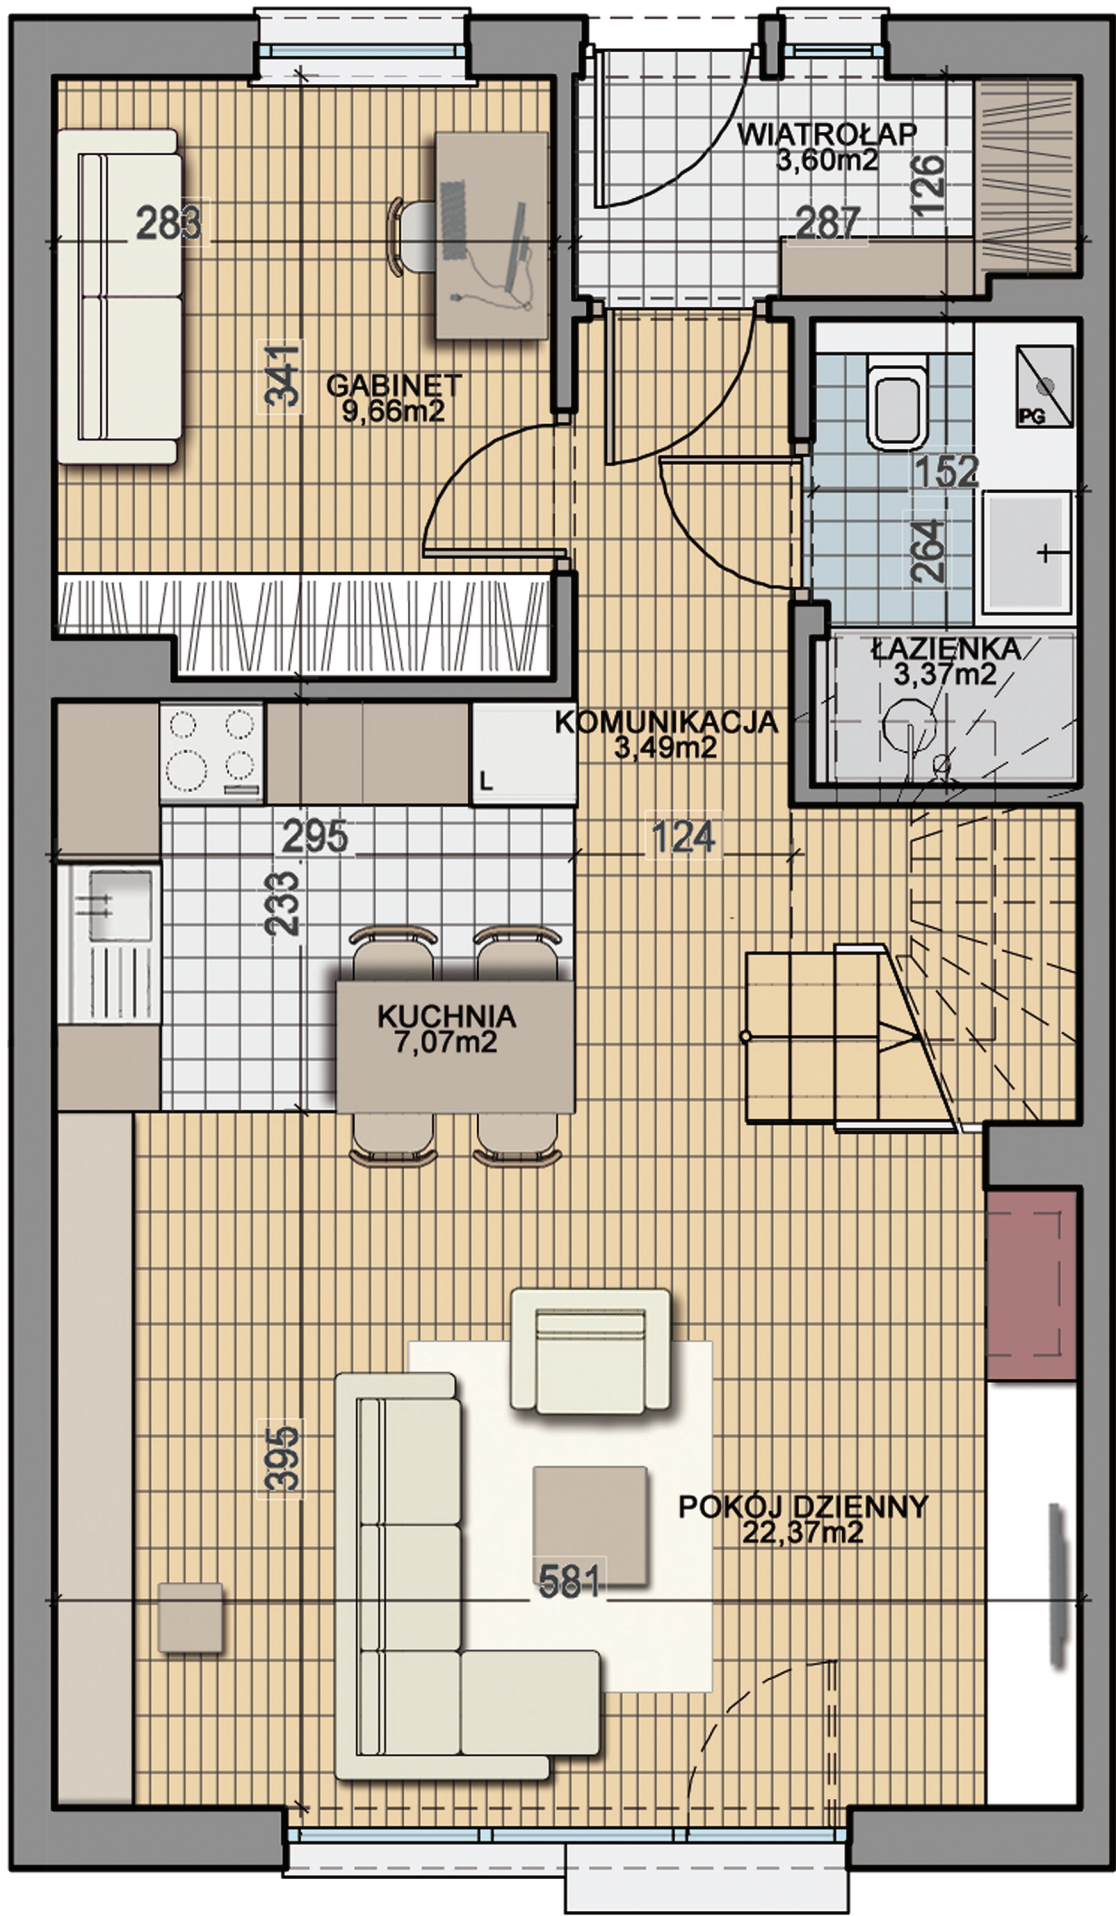 WIATROŁAP
3,60m2
126
283
287
341
GABINET
9,66m2
PG
152
264
ŁAZIENKA
3,37m2
KOMUNIKACJA
3,49m2
L
295
124
233
KUCHNIA
7,07m2
395
POKÓJ DZIENNY
22,37m2
581